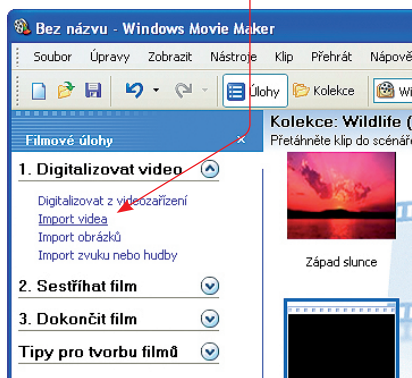 Bez názvu - Windows Movie Maker
Soubor Úpravy Zobrazit Nástroje Klip Přehrát
Úlohy Kolekce
Filmové úlohy
Kolekce: Wildlife (
Přetáhněte klip do
1. Digitalizovat video
Digitalizovat z videozařízení
Import videa
Import obrázků
Import zvuku nebo hudby
Západ slunce
2. Sestříhat film
3. Dokončit film
Tipy pro tvorbu filmů